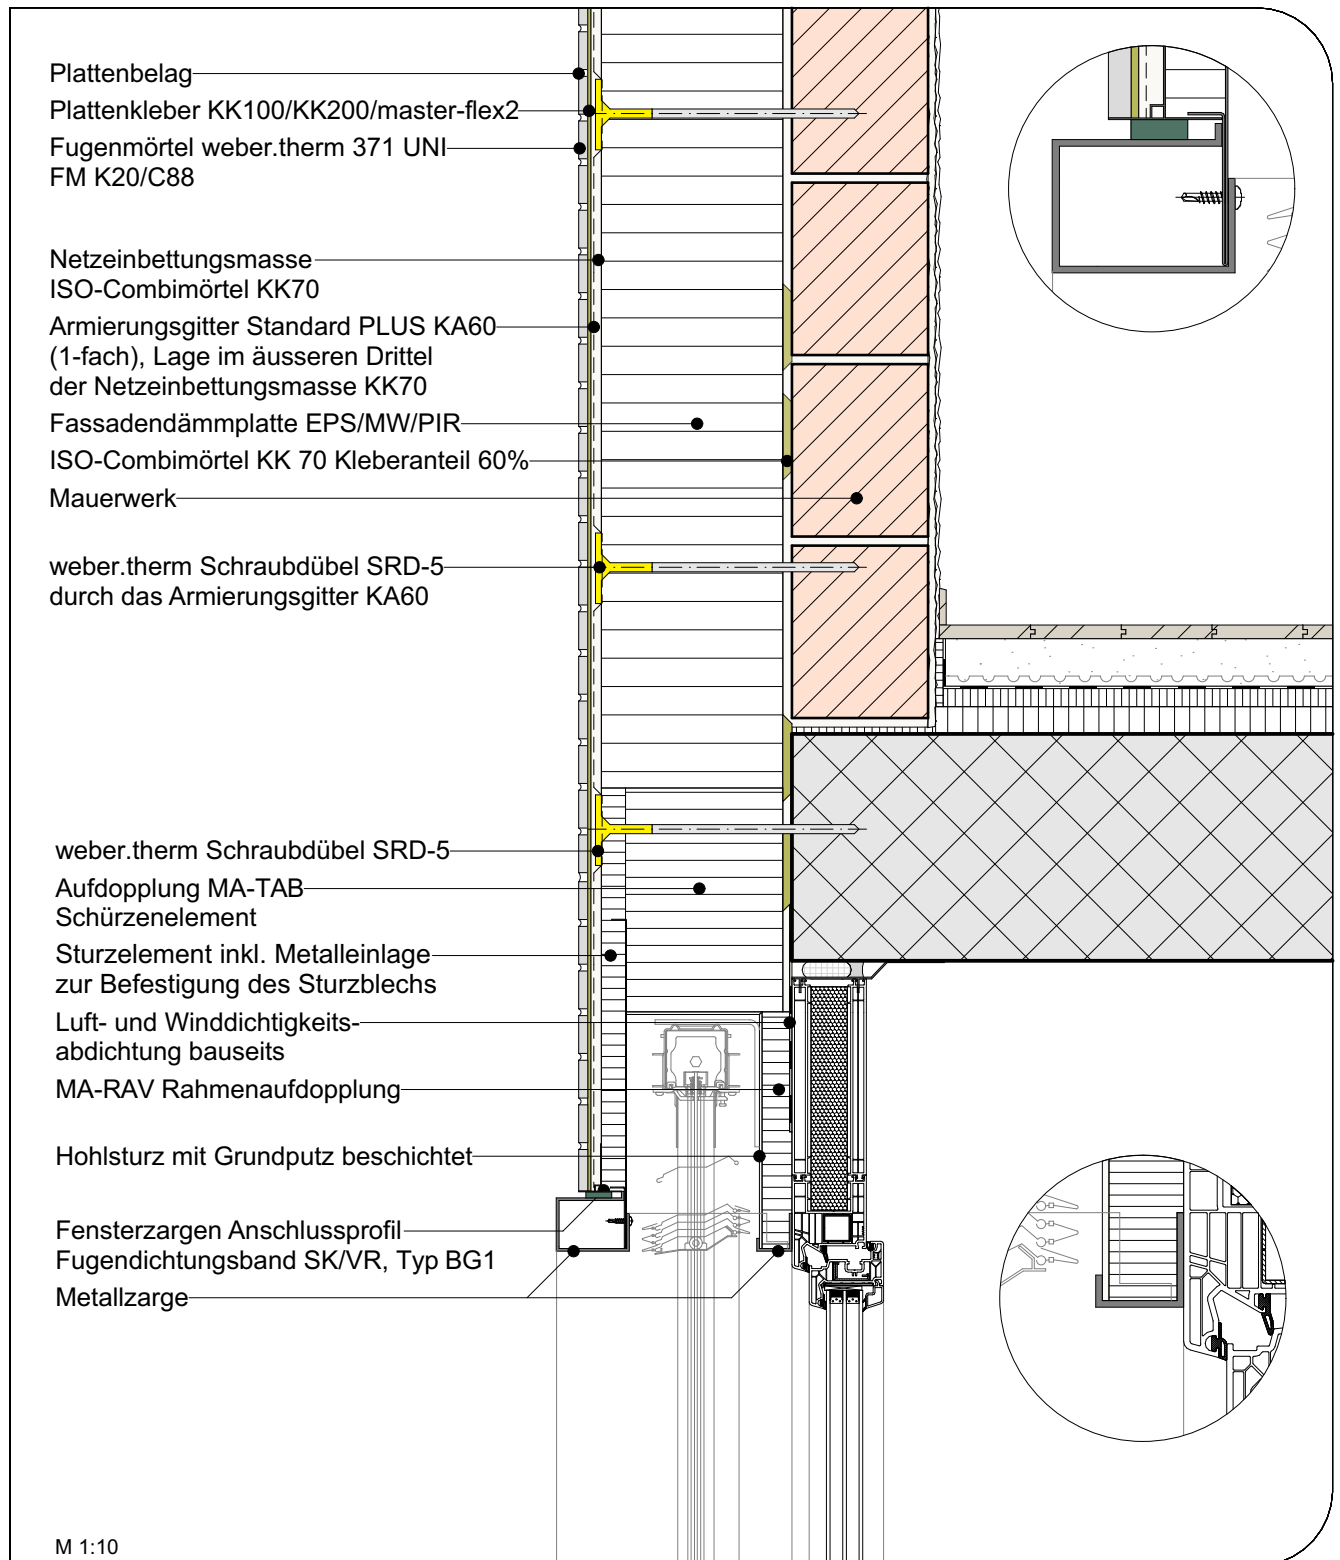 Plattenbelag
Plattenkleber KK100/KK200/master-flex2
Fugenmörtel weber.therm 371 UNI
FM K20/C88
Netzeinbettungsmasse
ISO-Combimörtel KK70
Armierungsgitter Standard PLUS KA60
(1-fach), Lage im äusseren Drittel
der Netzeinbettungsmasse KK70
Fassadendämmplatte EPS/MW/PIR
ISO-Combimörtel KK 70 Kleberanteil 60%
Mauerwerk
weber.therm Schraubdübel SRD-5
durch das Armierungsgitter KA60
weber.therm Schraubdübel SRD-5
Aufdopplung MA-TAB
Schürzenelement
Sturzelement inkl. Metalleinlage
zur Befestigung des Sturzblechs
Luft- und Winddichtigkeits-
abdichtung bauseits
MA-RAV Rahmenaufdopplung
Hohlsturz mit Grundputz beschichtet
Fensterzargen Anschlussprofil
Fugendichtungsband SK/VR, Typ BG1
Metallzarge
M 1:10